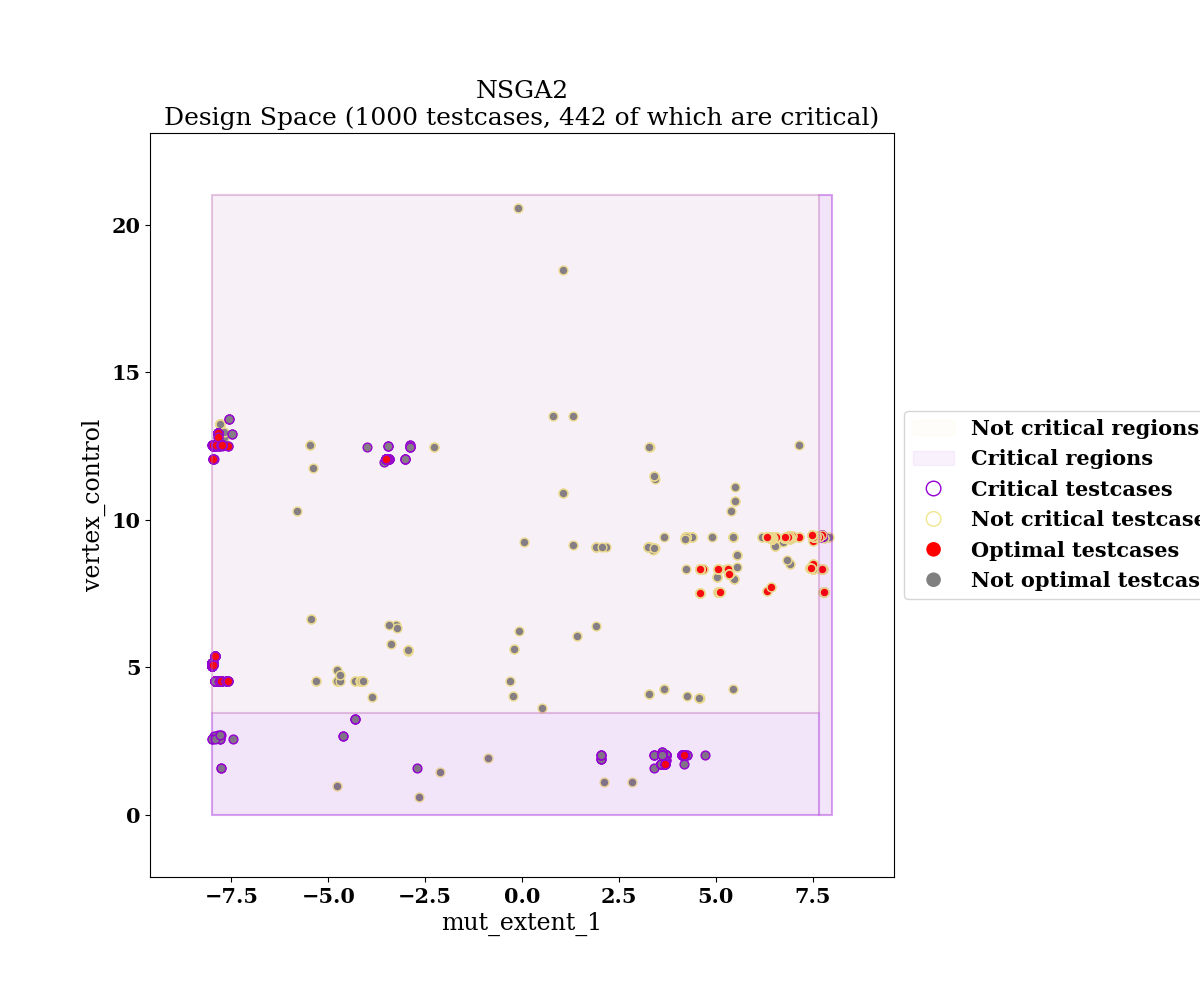 NSGA2
Design Space (1000 testcases, 442 of which are critical)
vertex_control
20
15
10
5
0
−7.5
−5.0
−2.5
0.0
2.5
5.0
7.5
mut_extent_1
Not critical regions
Critical regions
Critical testcases
Not critical testcase
Optimal testcases
Not optimal testcas